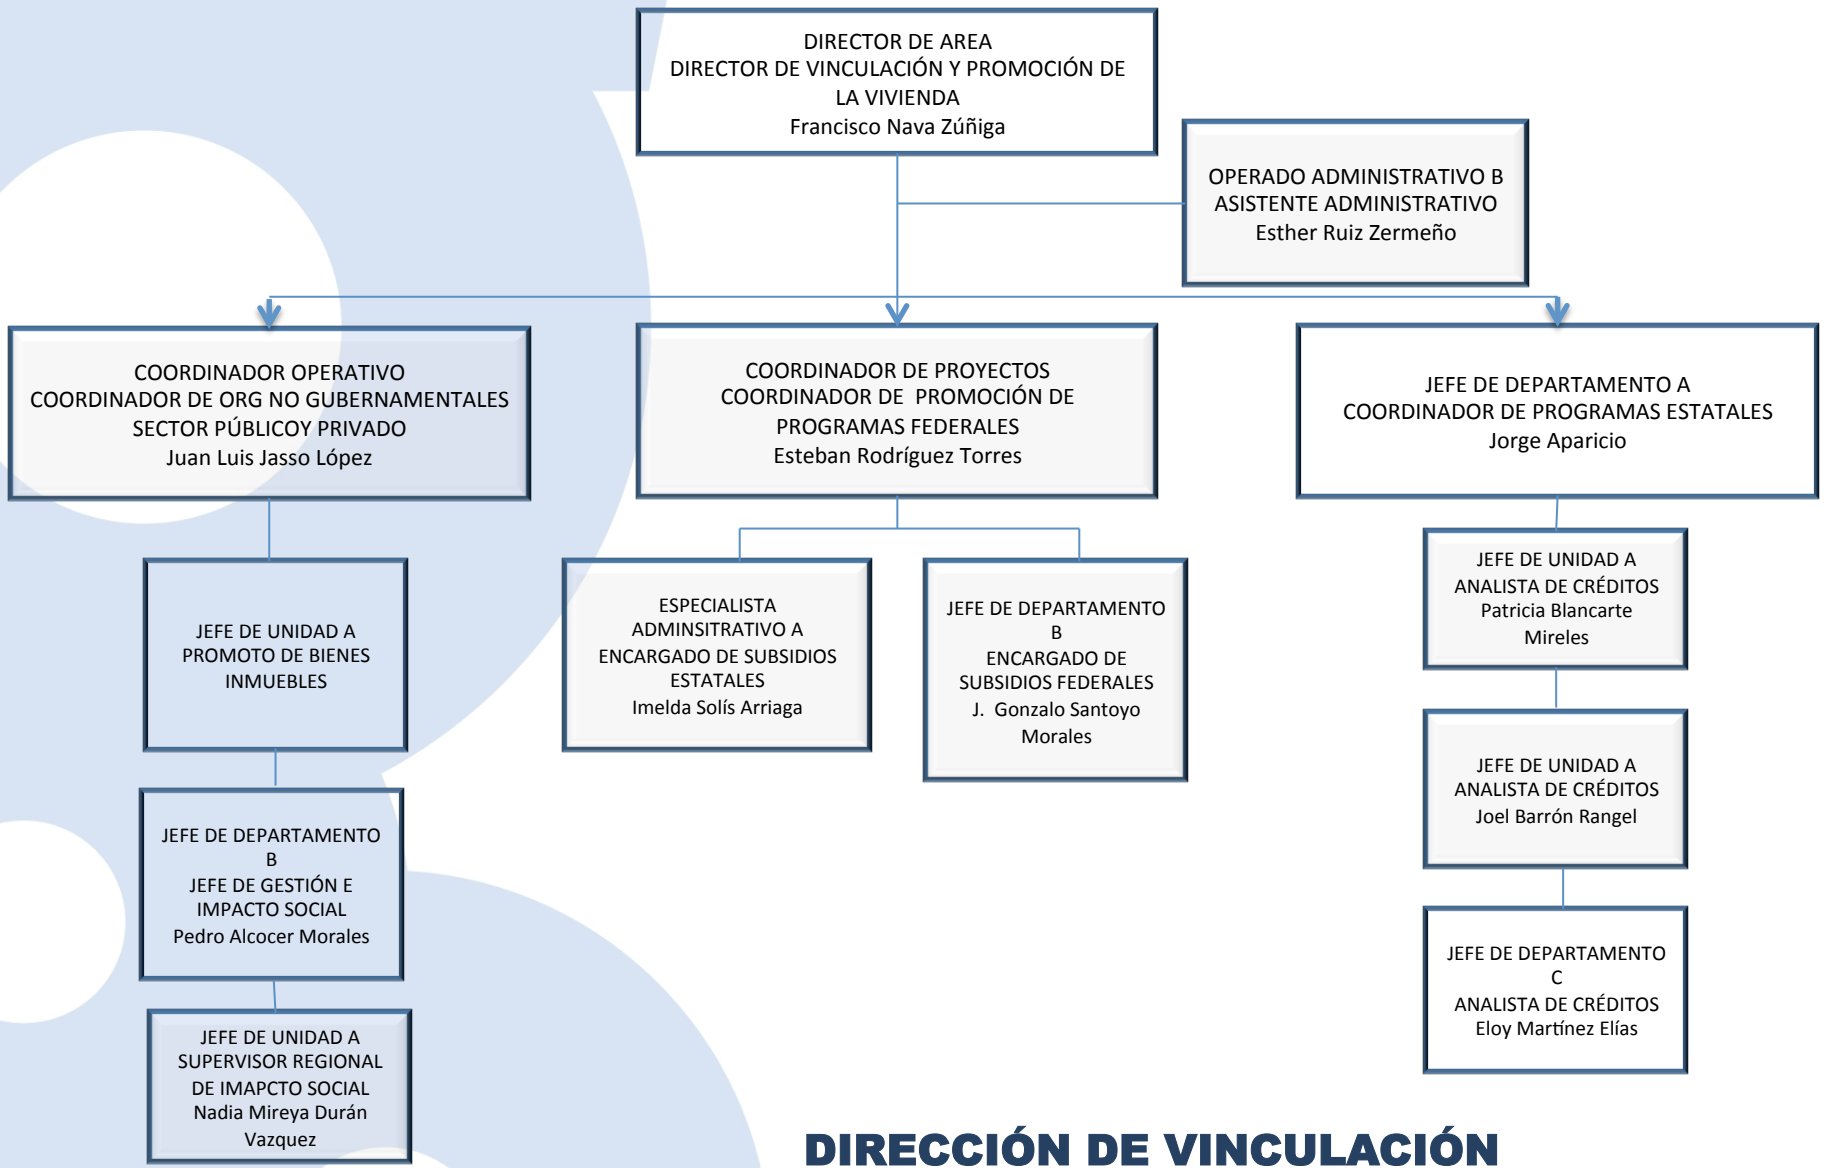 DIRECTOR DE AREA
DIRECTOR DE VINCULACIÓN Y PROMOCIÓN DE
LA VIVIENDA
Francisco Nava Zúñiga
OPERADO ADMINISTRATIVO B
ASISTENTE ADMINISTRATIVO
Esther Ruiz Zermeño
COORDINADOR OPERATIVO
COORDINADOR DE ORG NO GUBERNAMENTALES
SECTOR PÚBLICOY PRIVADO
Juan Luis Jasso López
COORDINADOR DE PROYECTOS
COORDINADOR DE  PROMOCIÓN DE
PROGRAMAS FEDERALES
Esteban Rodríguez Torres
JEFE DE DEPARTAMENTO A
COORDINADOR DE PROGRAMAS ESTATALES
Jorge Aparicio
JEFE DE UNIDAD A
PROMOTO DE BIENES
INMUEBLES
ESPECIALISTA
ADMINSITRATIVO A
ENCARGADO DE SUBSIDIOS
ESTATALES
Imelda Solís Arriaga
JEFE DE DEPARTAMENTO
B
ENCARGADO DE
SUBSIDIOS FEDERALES
J.  Gonzalo Santoyo
Morales
JEFE DE UNIDAD A
ANALISTA DE CRÉDITOS
Patricia Blancarte
Mireles
JEFE DE UNIDAD A
ANALISTA DE CRÉDITOS
Joel Barrón Rangel
JEFE DE DEPARTAMENTO
B
JEFE DE GESTIÓN E
IMPACTO SOCIAL
Pedro Alcocer Morales
JEFE DE DEPARTAMENTO
C
ANALISTA DE CRÉDITOS
Eloy Martínez Elías
JEFE DE UNIDAD A
SUPERVISOR REGIONAL
DE IMAPCTO SOCIAL
Nadia Mireya Durán
Vazquez
DIRECCIÓN DE VINCULACIÓN